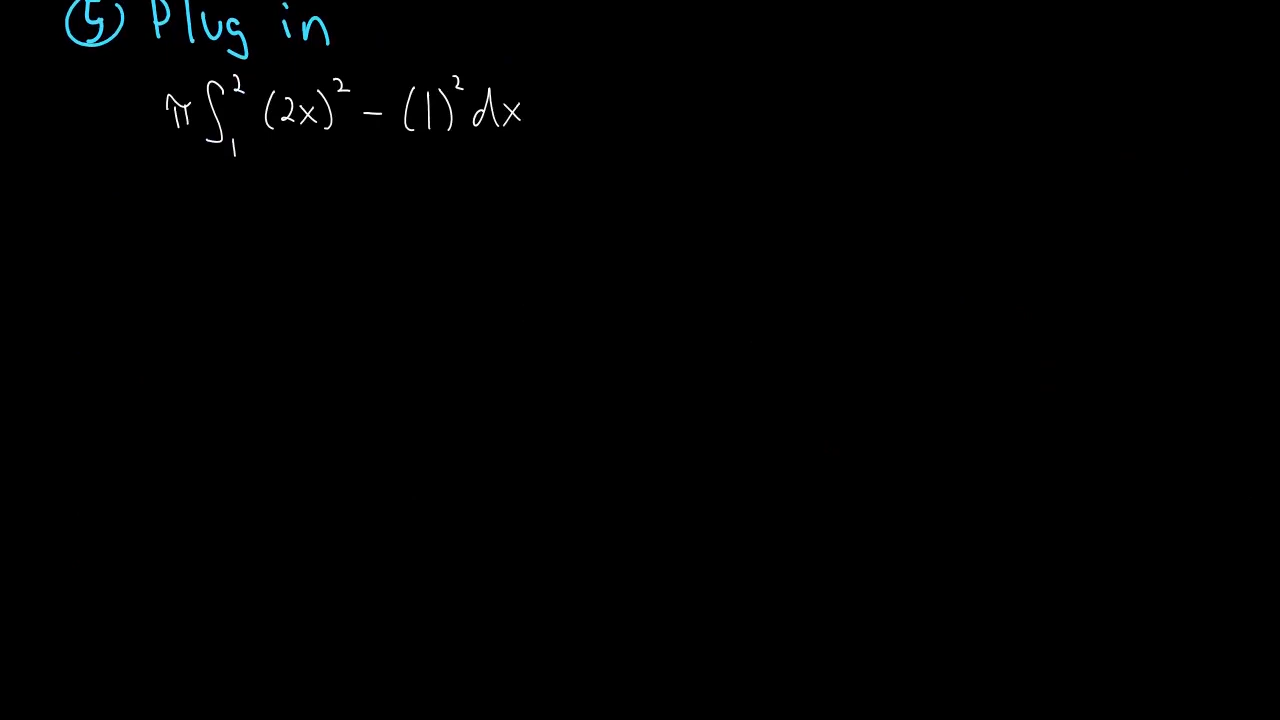 ⑤ Plug in
π∫₁² (2x)² - (1)² dx